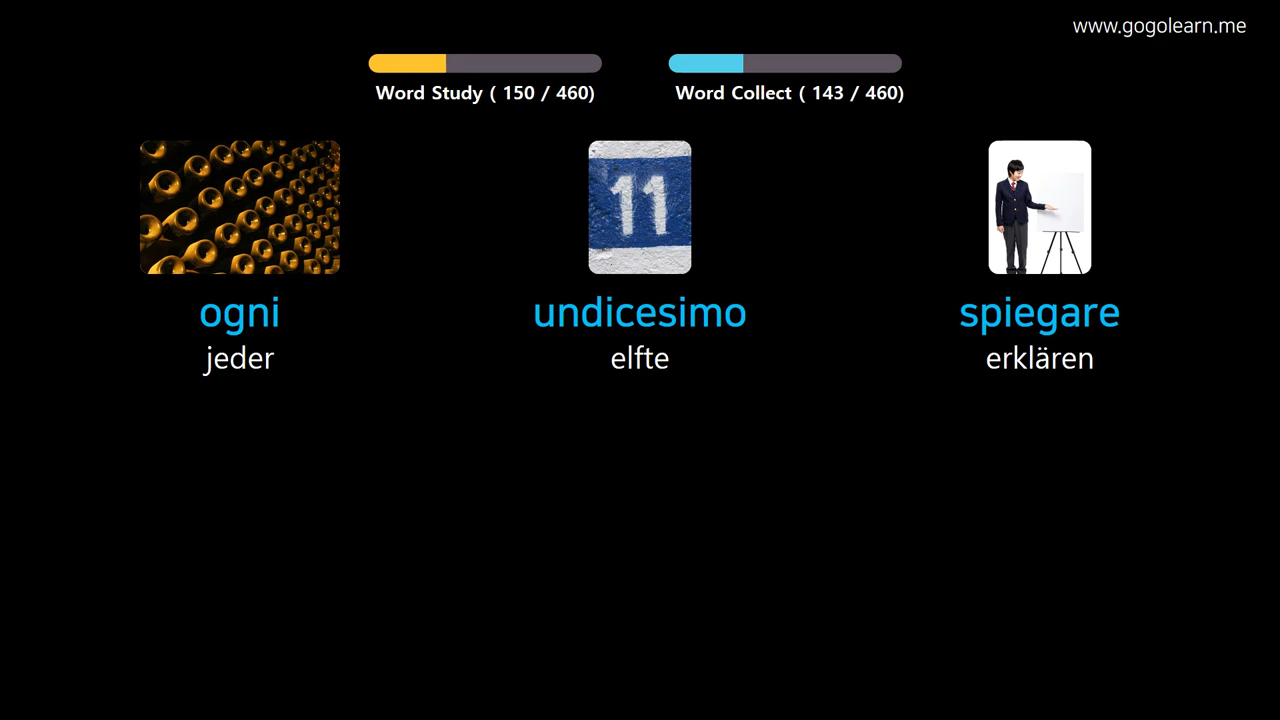 www.gogolearn.me
Word Study ( 150 / 460)
Word Collect ( 143 / 460)
11
ogni
undicesimo
spiegare
jeder
elfte
erklären